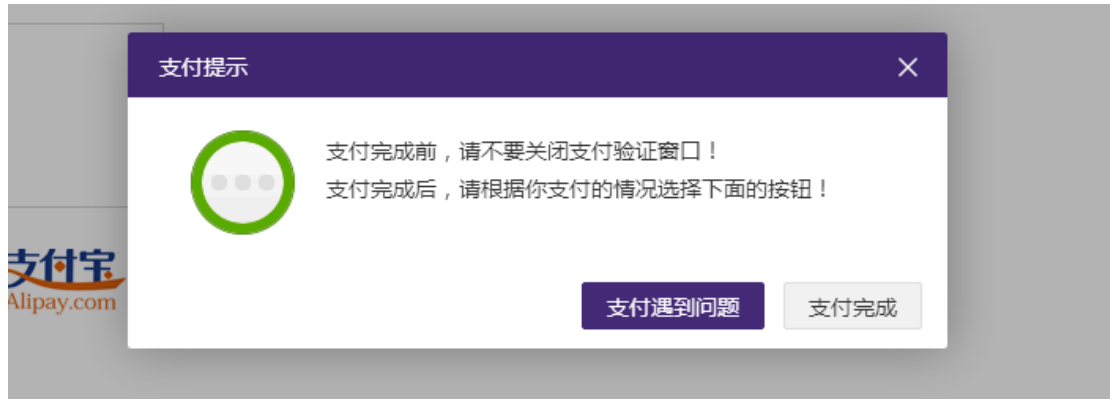 支付提示
支付完成前，请不要关闭支付验证窗口！
支付完成后，请根据你支付的情况选择下面的按钮！
支付宝
Alipay.com
支付遇到问题
支付完成